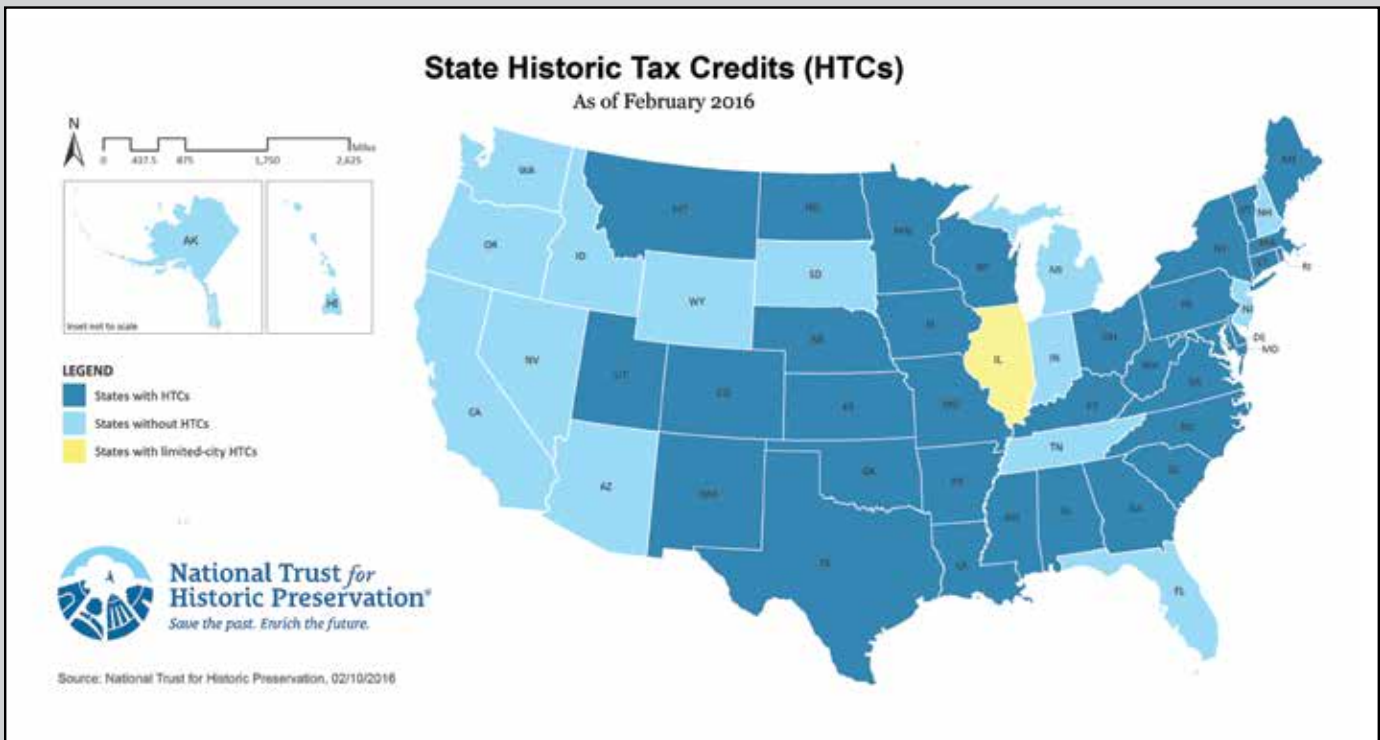 State Historic Tax Credits (HTCs)
As of February 2016
N
0 437.5 875 1,750 2,625 Miles
AK
HI
Inset not to scale
LEGEND
States with HTCs
States without HTCs
States with limited-city HTCs
WA
OR
ID
MT
ND
SD
WY
NV
CA
UT
CO
AZ
NM
NE
KS
OK
TX
MN
IA
MO
AR
LA
WI
IL
MI
IN
OH
KY
TN
MS
AL
GA
FL
SC
NC
VA
WV
PA
NY
VT
NH
ME
MA
CT
RI
NJ
DE
MD
National Trust for
Historic Preservation®
Save the past. Enrich the future.
Source: National Trust for Historic Preservation, 02/10/2016